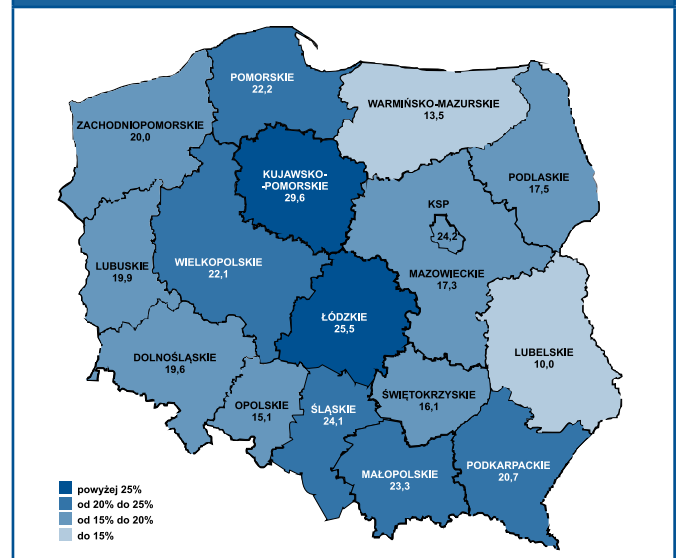 POMORSKIE
22,2
WARMIŃSKO-MAZURSKIE
13,5
ZACHODNIOPOMORSKIE
20,0
KUJAWSKO-
-POMORSKIE
29,6
PODLASKIE
17,5
KSP
24,2
LUBUSKIE
19,9
WIELKOPOLSKIE
22,1
MAZOWIECKIE
17,3
ŁÓDZKIE
25,5
DOLNOŚLĄSKIE
19,6
LUBELSKIE
10,0
OPOLSKIE
15,1
ŚLĄSKIE
24,1
ŚWIĘTOKRZYSKIE
16,1
MAŁOPOLSKIE
23,3
PODKARPACKIE
20,7
powyżej 25%
od 20% do 25%
od 15% do 20%
do 15%